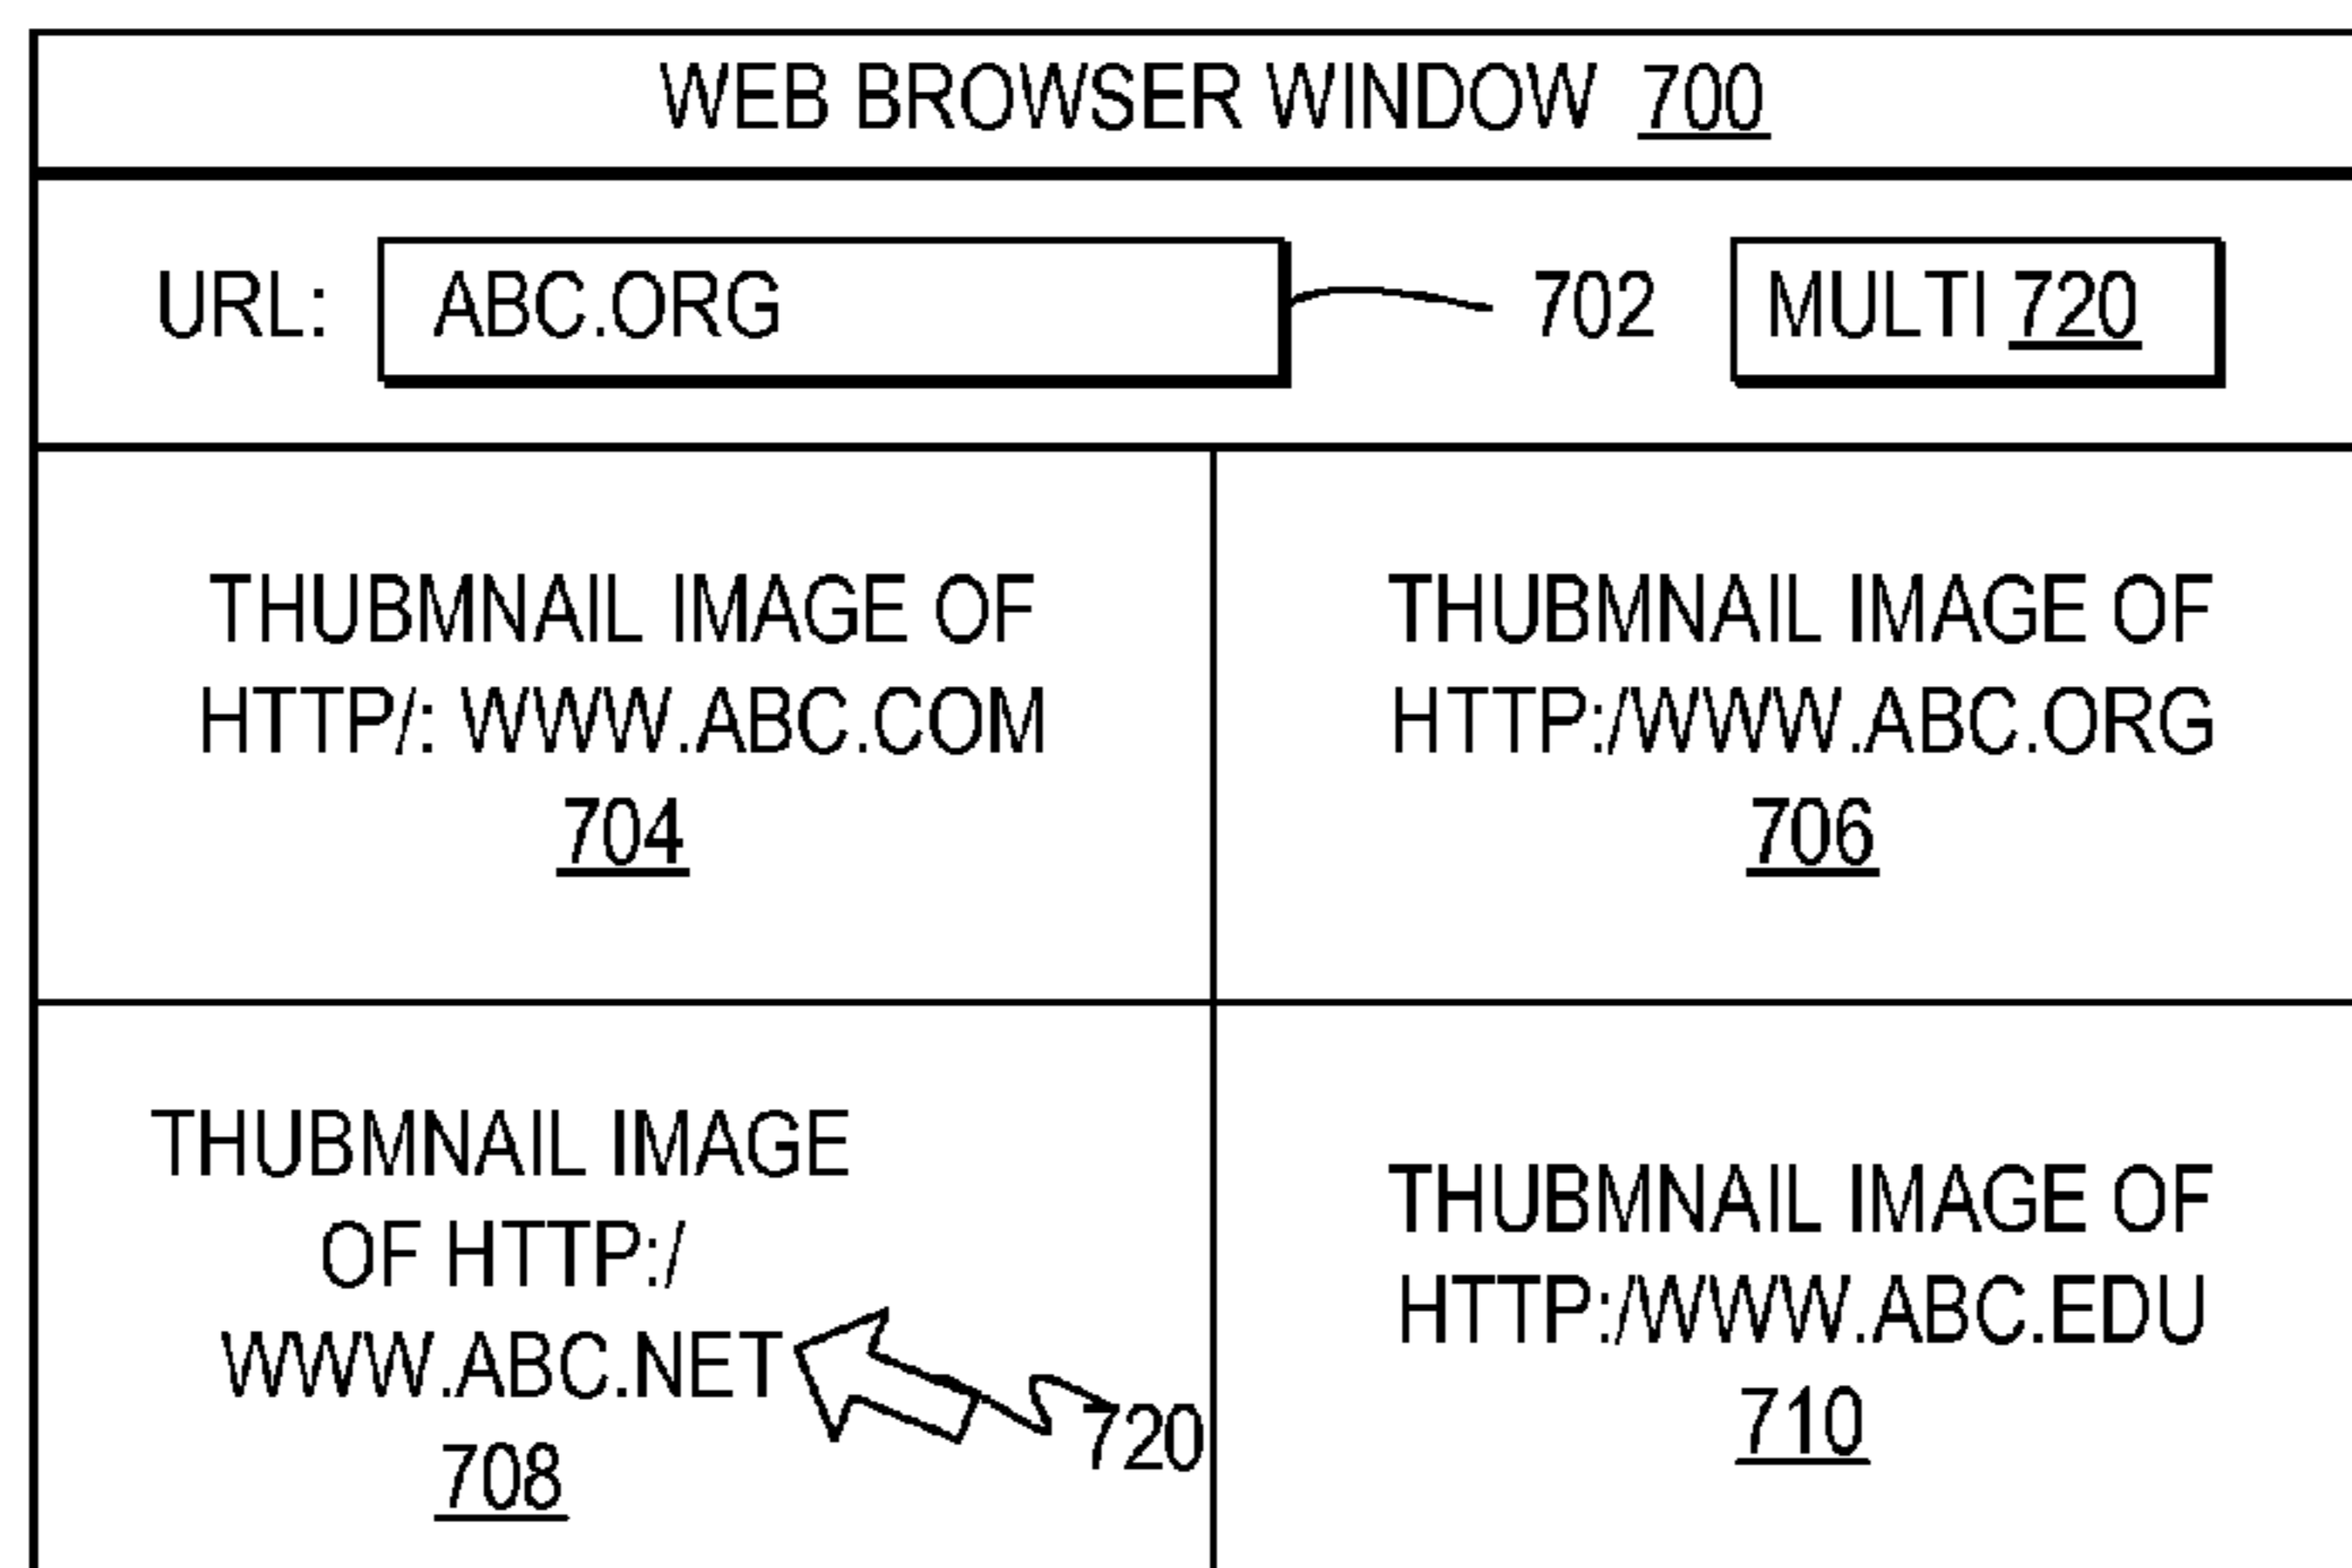 WEB BROWSER WINDOW 700
URL: ABC.ORG 702 MULTI 720
THUBMNAIL IMAGE OF
HTTP/: WWW.ABC.COM
704
THUBMNAIL IMAGE OF
HTTP:/WWW.ABC.ORG
706
THUBMNAIL IMAGE
OF HTTP:/
WWW.ABC.NET
708
720
THUBMNAIL IMAGE OF
HTTP:/WWW.ABC.EDU
710